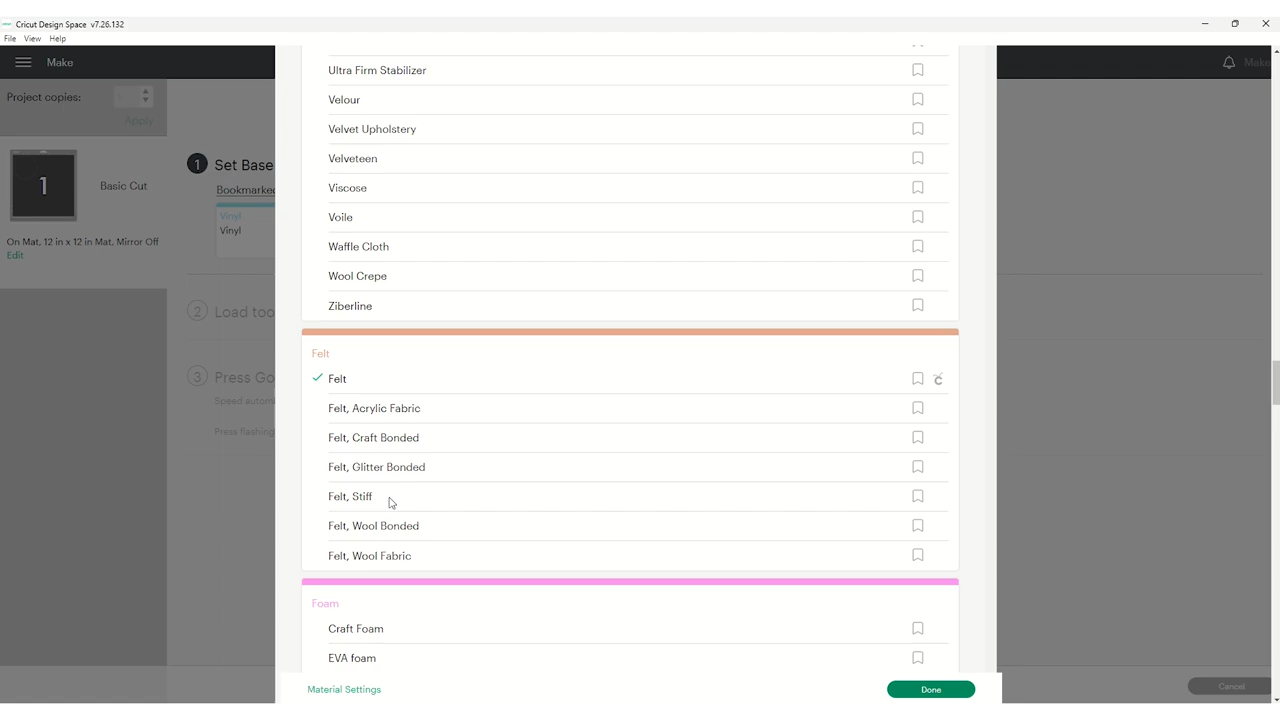 Cricut Design Space v7.26.132
File View Help
Make
Make
Project copies:
Apply
1
Basic Cut
On Mat, 12 in x 12 in Mat, Mirror Off
Edit
1 Set Base
Bookmarked
Vinyl
Vinyl
2 Load too
3 Press Go
Speed autom
Press flashing
Ultra Firm Stabilizer
Velour
Velvet Upholstery
Velveteen
Viscose
Voile
Waffle Cloth
Wool Crepe
Ziberline
Felt
Felt
Felt, Acrylic Fabric
Felt, Craft Bonded
Felt, Glitter Bonded
Felt, Stiff
Felt, Wool Bonded
Felt, Wool Fabric
Foam
Craft Foam
EVA foam
Material Settings
Done
Cancel